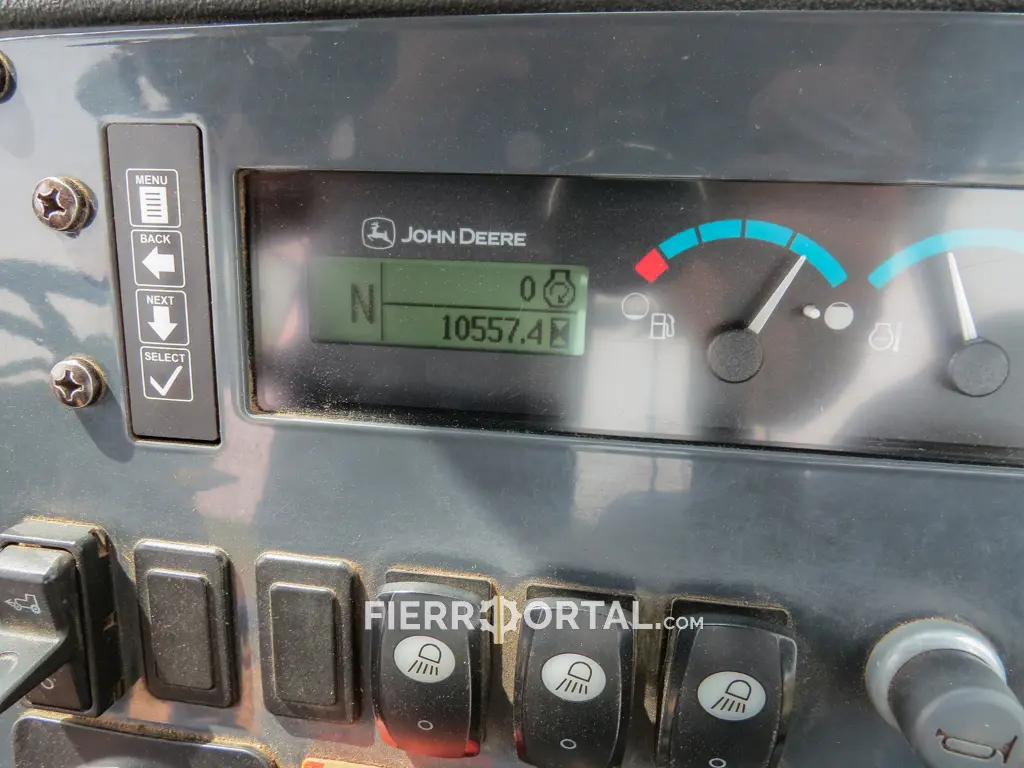 MENU
BACK
NEXT
SELECT
JOHN DEERE
N
0
10557.4
FIERROPORTAL.COM